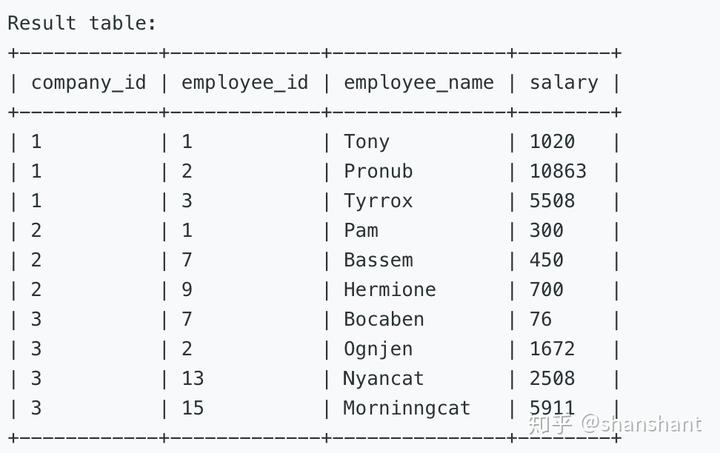 Result table:
+------------+-------------+---------------+--------+
| company_id | employee_id | employee_name | salary |
+------------+-------------+---------------+--------+
| 1          | 1           | Tony          | 1020   |
| 1          | 2           | Pronub        | 10863  |
| 1          | 3           | Tyrrox        | 5508   |
| 2          | 1           | Pam           | 300    |
| 2          | 7           | Bassem        | 450    |
| 2          | 9           | Hermione      | 700    |
| 3          | 7           | Bocaben       | 76     |
| 3          | 2           | Ognjen        | 1672   |
| 3          | 13          | Nyancat       | 2508   |
| 3          | 15          | Morninngcat   | 5911   |
+------------+-------------+---------------+--------+
知乎 @shanshant